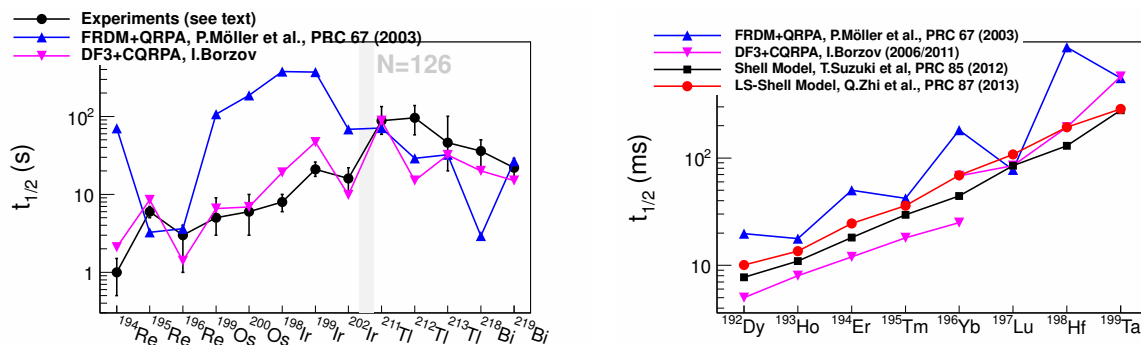 Experiments (see text)
FRDM+QRPA, P.Möller et al., PRC 67 (2003)
DF3+CQRPA, I.Borzov
N=126
t1/2 (s)
10²
10
1
¹⁹⁴Re
¹⁹⁵Re
¹⁹⁶Re
¹⁹⁹Os
²⁰⁰Os
¹⁹⁸Ir
¹⁹⁹Ir
²⁰²Ir
²¹¹Tl
²¹²Tl
²¹³Tl
²¹⁸Bi
²¹⁹Bi
FRDM+QRPA, P.Möller et al., PRC 67 (2003)
DF3+CQRPA, I.Borzov (2006/2011)
Shell Model, T.Suzuki et al, PRC 85 (2012)
LS-Shell Model, Q.Zhi et al., PRC 87 (2013)
t1/2 (ms)
10²
10
¹⁹²Dy
¹⁹³Ho
¹⁹⁴Er
¹⁹⁵Tm
¹⁹⁶Yb
¹⁹⁷Lu
¹⁹⁸Hf
¹⁹⁹Ta